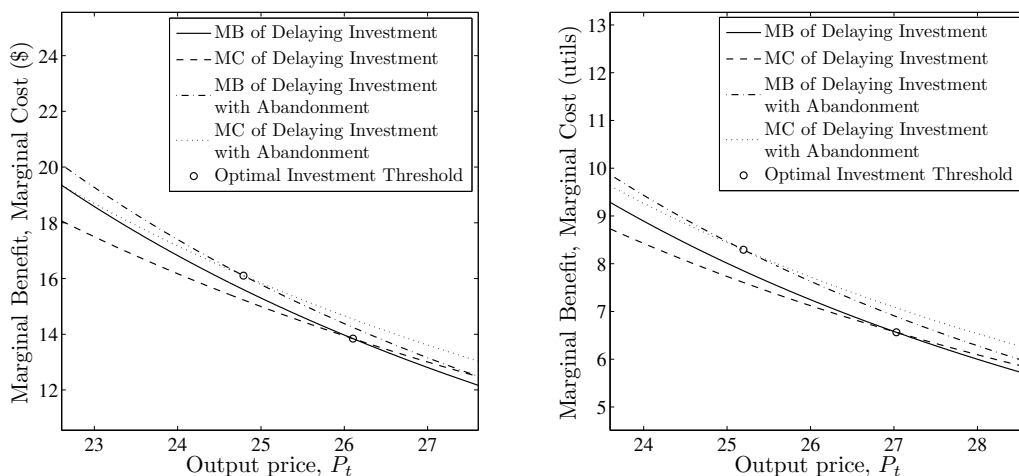 24
22
20
18
16
14
12
Marginal Benefit, Marginal Cost ($)
MB of Delaying Investment
MC of Delaying Investment
MB of Delaying Investment
with Abandonment
MC of Delaying Investment
with Abandonment
Optimal Investment Threshold
23 24 25 26 27
Output price, P_t
13
12
11
10
9
8
7
6
5
Marginal Benefit, Marginal Cost (utils)
MB of Delaying Investment
MC of Delaying Investment
MB of Delaying Investment
with Abandonment
MC of Delaying Investment
with Abandonment
Optimal Investment Threshold
24 25 26 27 28
Output price, P_t